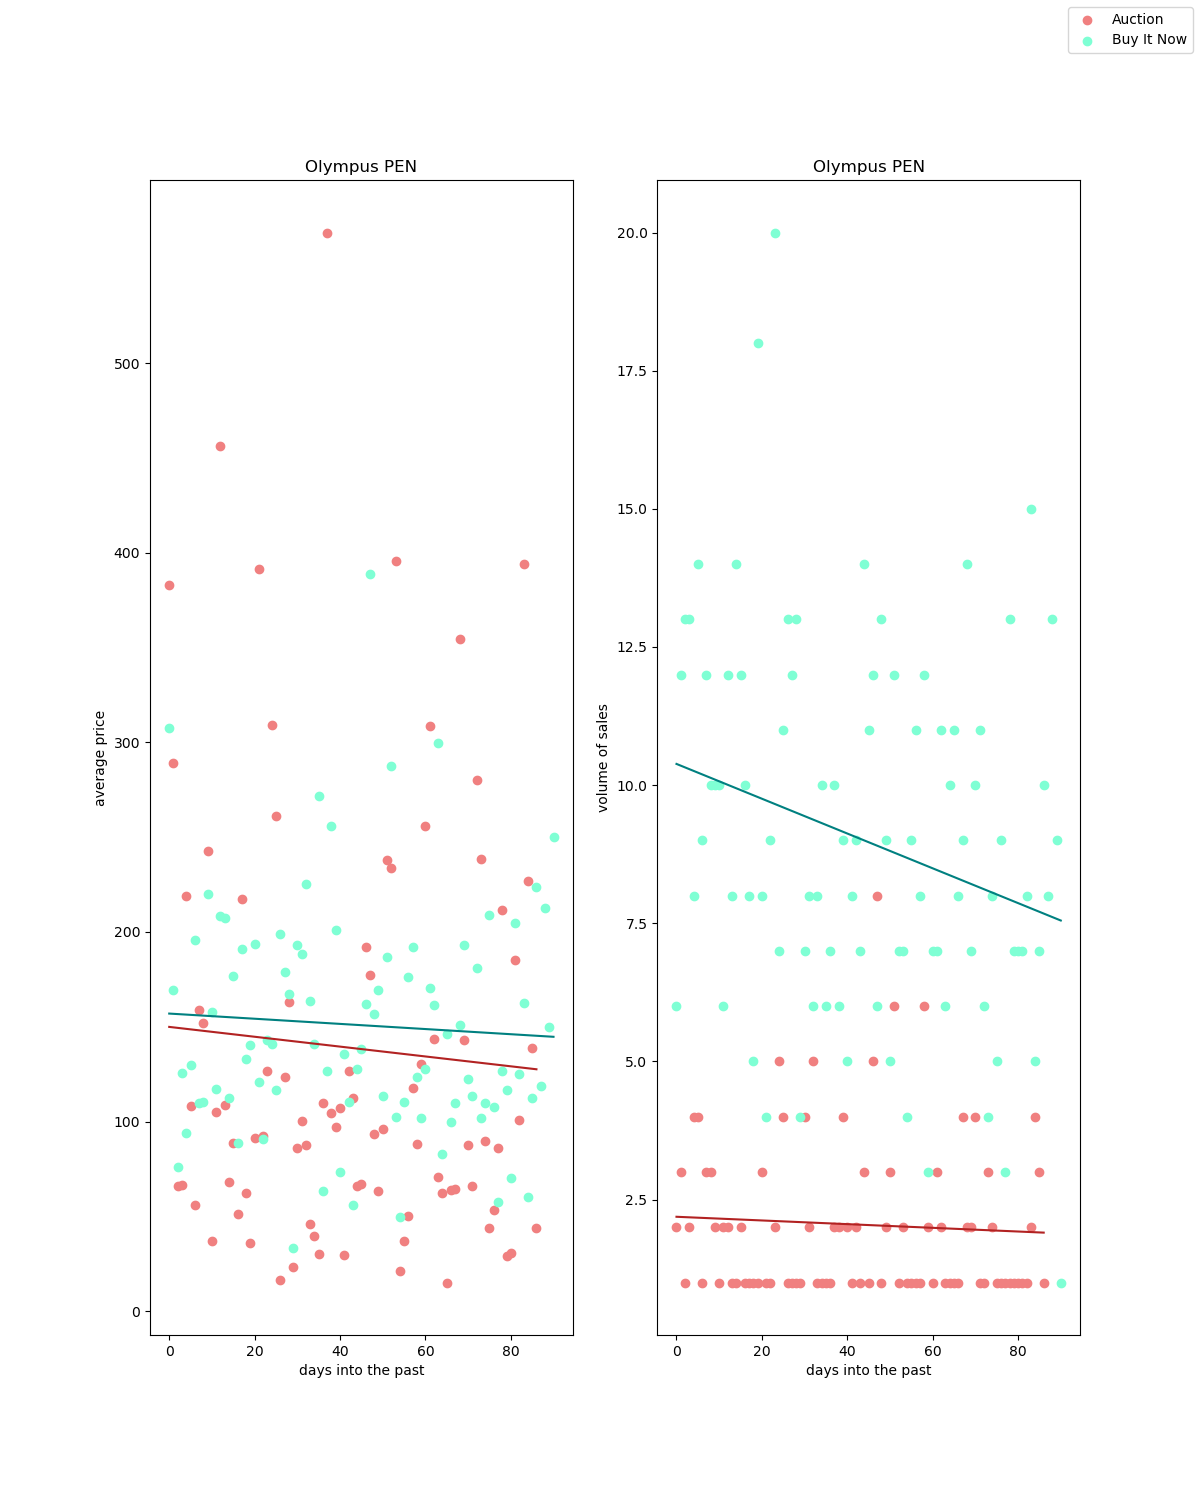 Auction
Buy It Now
Olympus PEN
Olympus PEN
average price
500
400
300
200
100
0
0 20 40 60 80
days into the past
volume of sales
20.0
17.5
15.0
12.5
10.0
7.5
5.0
2.5
0 20 40 60 80
days into the past